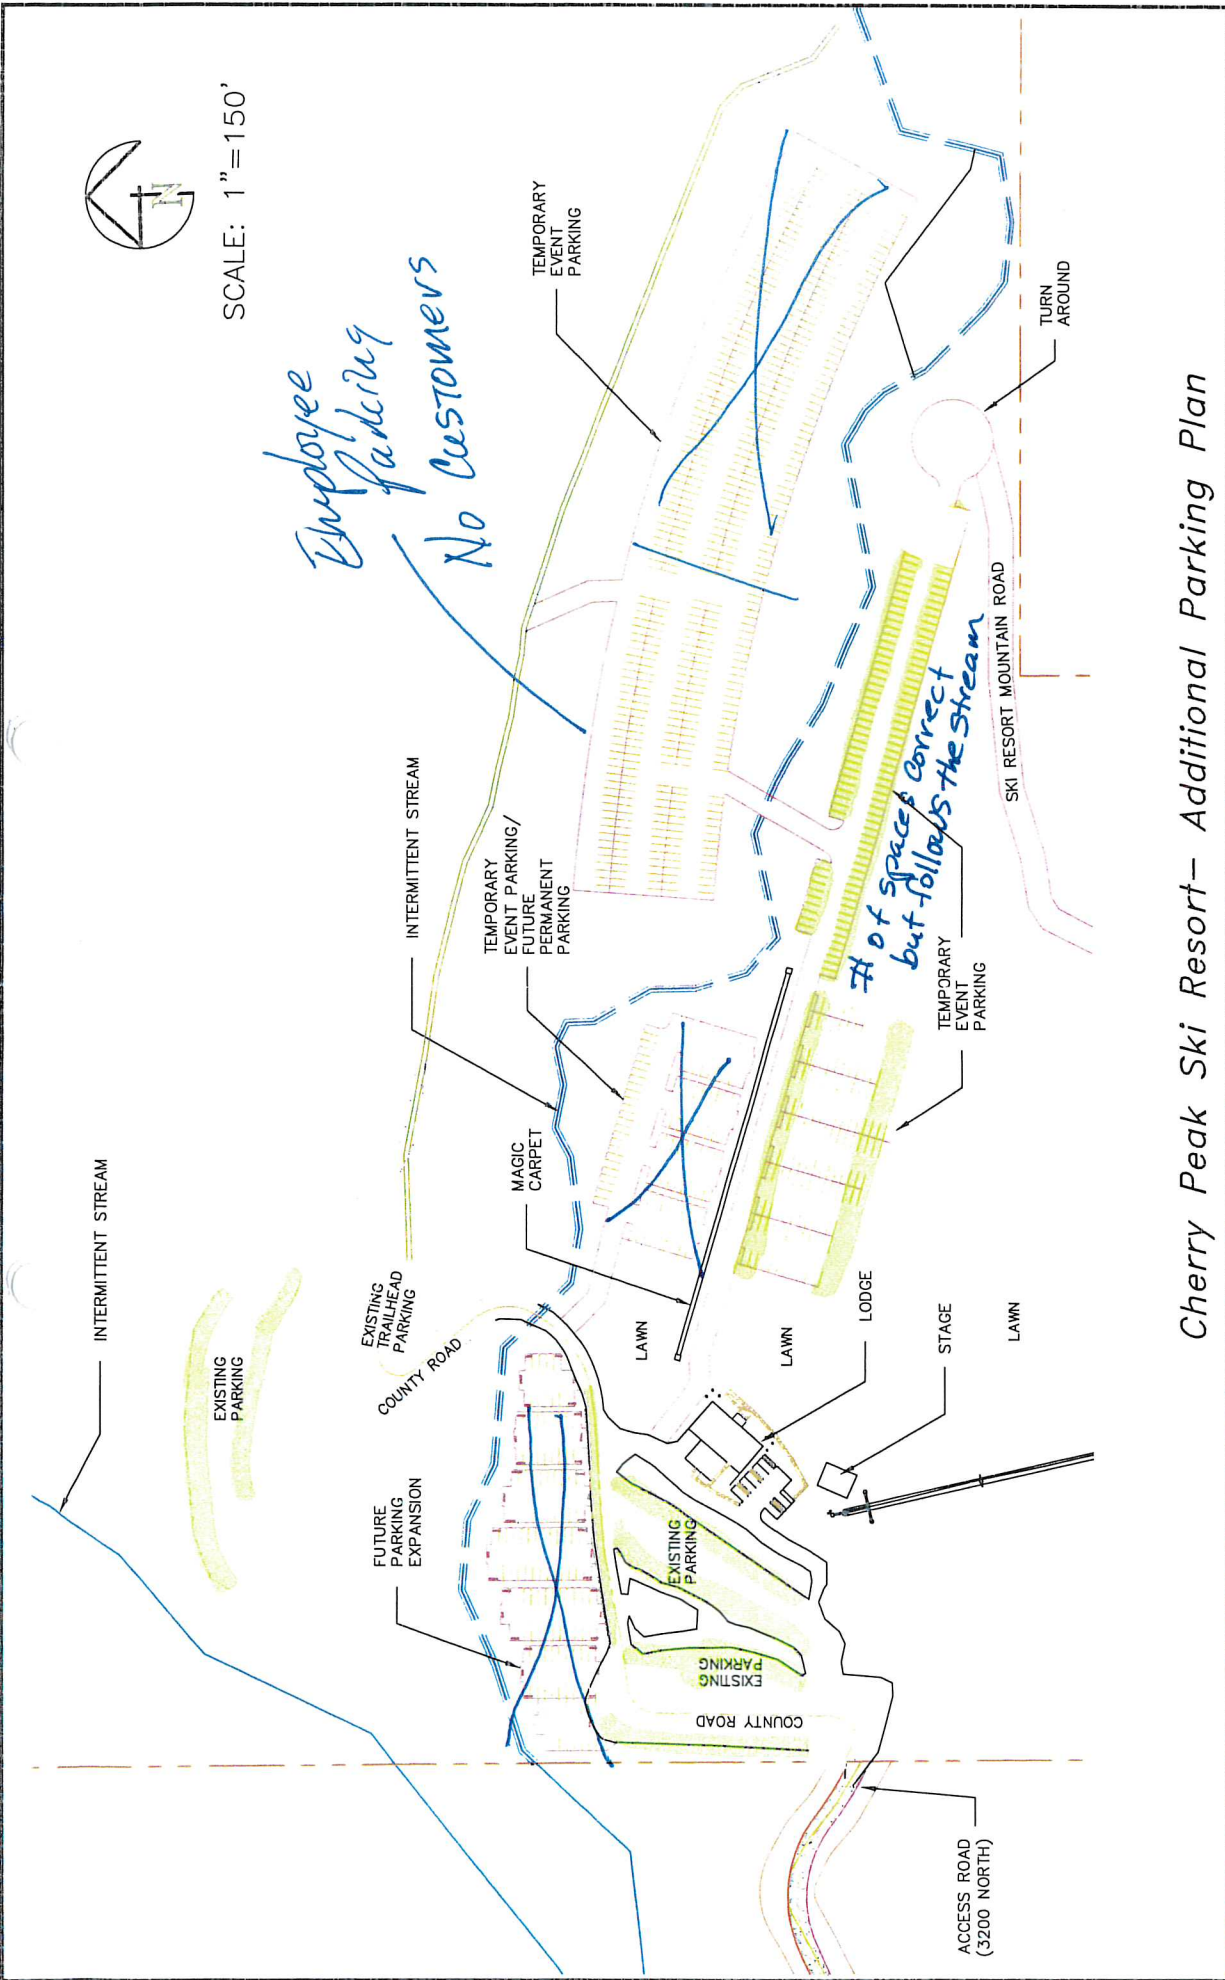 N
SCALE: 1"=150'
Employee
Parking
No Customers
INTERMITTENT STREAM
EXISTING
PARKING
EXISTING
TRAILHEAD
PARKING
COUNTY ROAD
FUTURE
PARKING
EXPANSION
INTERMITTENT STREAM
TEMPORARY
EVENT PARKING/
FUTURE
PERMANENT
PARKING
TEMPORARY
EVENT
PARKING
MAGIC
CARPET
LAWN
LAWN
LODGE
STAGE
LAWN
EXISTING
PARKING
EXISTING
PARKING
COUNTY ROAD
ACCESS ROAD
(3200 NORTH)
# of spaces correct
but follows the stream
TEMPORARY
EVENT
PARKING
SKI RESORT MOUNTAIN ROAD
TURN
AROUND
Cherry Peak Ski Resort- Additional Parking Plan